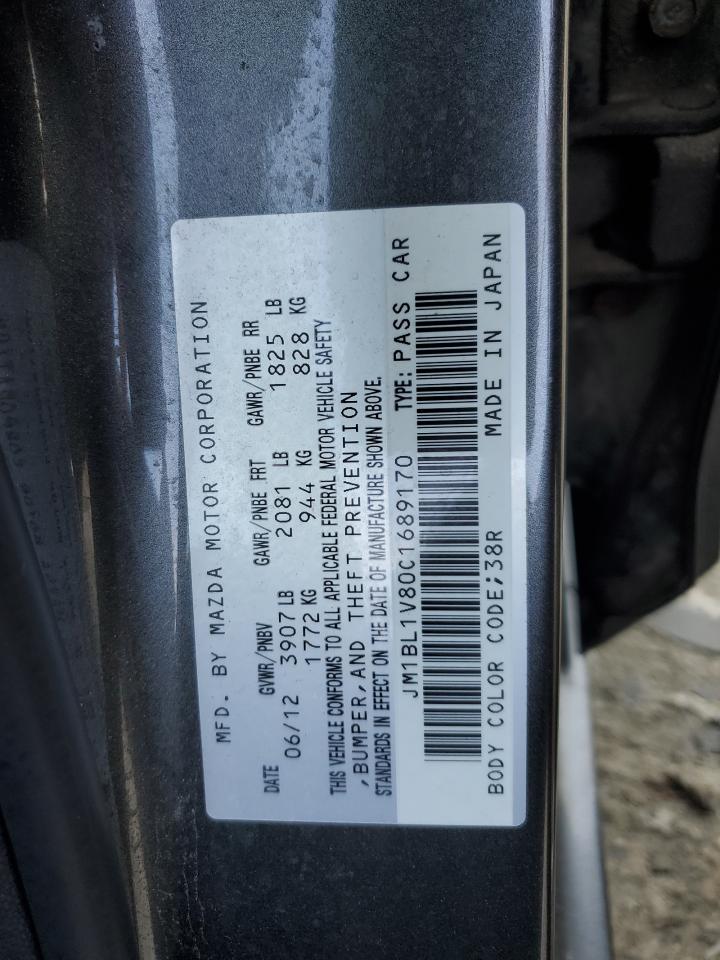 MFD. BY MAZDA MOTOR CORPORATION
DATE GVWR/PNBV GAWR/PNBE FRT GAWR/PNBE RR
06/12 3907 LB 2081 LB 1825 LB
1772 KG 944 KG 828 KG
THIS VEHICLE CONFORMS TO ALL APPLICABLE FEDERAL MOTOR VEHICLE SAFETY
,BUMPER, AND THEFT PREVENTION
STANDARDS IN EFFECT ON THE DATE OF MANUFACTURE SHOWN ABOVE.
JM1BL1V80C1689170 TYPE: PASS CAR
BODY COLOR CODE;38R MADE IN JAPAN